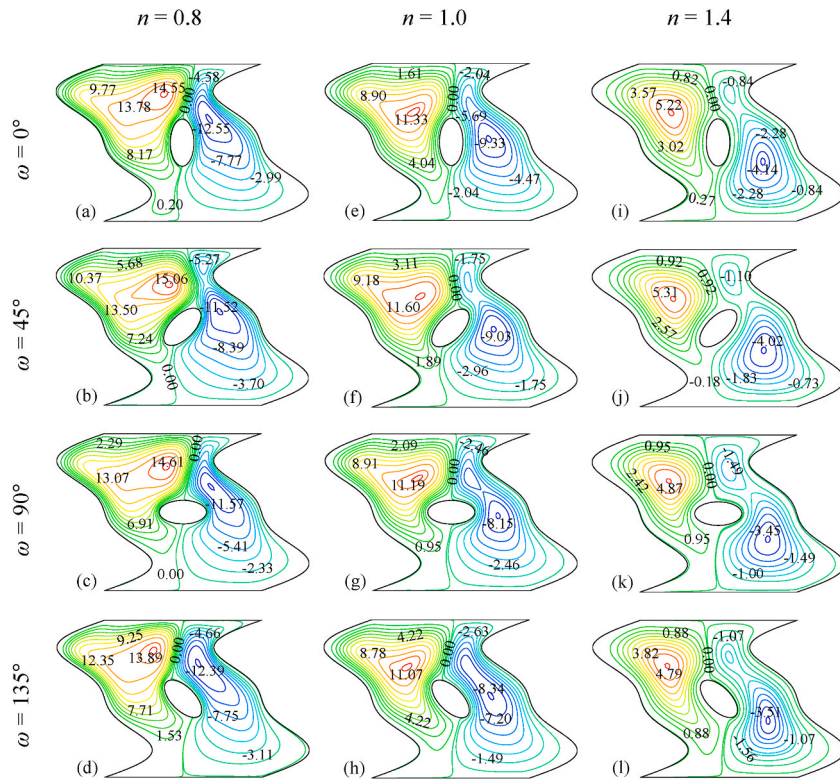 n = 0.8 n = 1.0 n = 1.4
ω = 0°
9.77 14.55 -4.58 0.00 13.78 -12.55 8.17 -7.77 -2.99 0.20 (a)
1.61 -2.04 0.00 8.90 11.33 -5.69 -9.33 4.04 -4.47 -2.04 (e)
0.82 -0.84 0.00 3.57 5.22 -2.28 3.02 -4.14 -2.28 -0.84 0.27 (i)
ω = 45°
5.68 -5.27 10.37 15.06 13.50 -11.52 7.24 -8.39 0.00 -3.70 (b)
3.11 -1.75 0.00 9.18 11.60 -9.03 1.89 -2.96 -1.75 (f)
0.92 -1.10 0.92 5.31 2.57 -4.02 -0.18 -1.83 -0.73 (j)
ω = 90°
2.29 0.00 14.61 13.07 -11.57 6.91 -5.41 -2.33 0.00 (c)
2.09 -2.46 0.00 8.91 11.19 -8.15 0.95 -2.46 (g)
0.95 -1.49 0.00 2.42 4.87 -3.45 0.95 -1.49 -1.00 (k)
ω = 135°
9.25 -4.66 0.00 12.35 13.89 -12.39 7.71 -7.75 1.53 -3.11 (d)
4.22 -2.63 0.00 8.78 11.07 -8.34 4.22 -7.20 -1.49 (h)
0.88 -1.07 0.00 3.82 4.79 -3.51 0.88 -1.56 -1.07 (l)